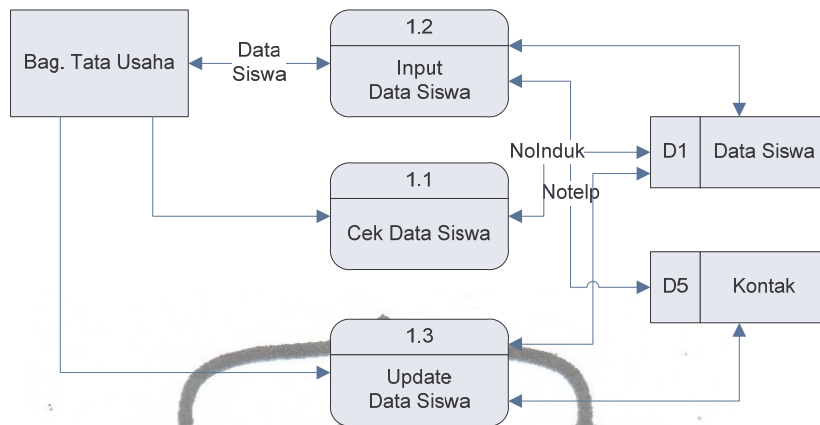 Bag. Tata Usaha
Data
Siswa
1.2
Input
Data Siswa
NoInduk
Notelp
D1
Data Siswa
1.1
Cek Data Siswa
D5
Kontak
1.3
Update
Data Siswa